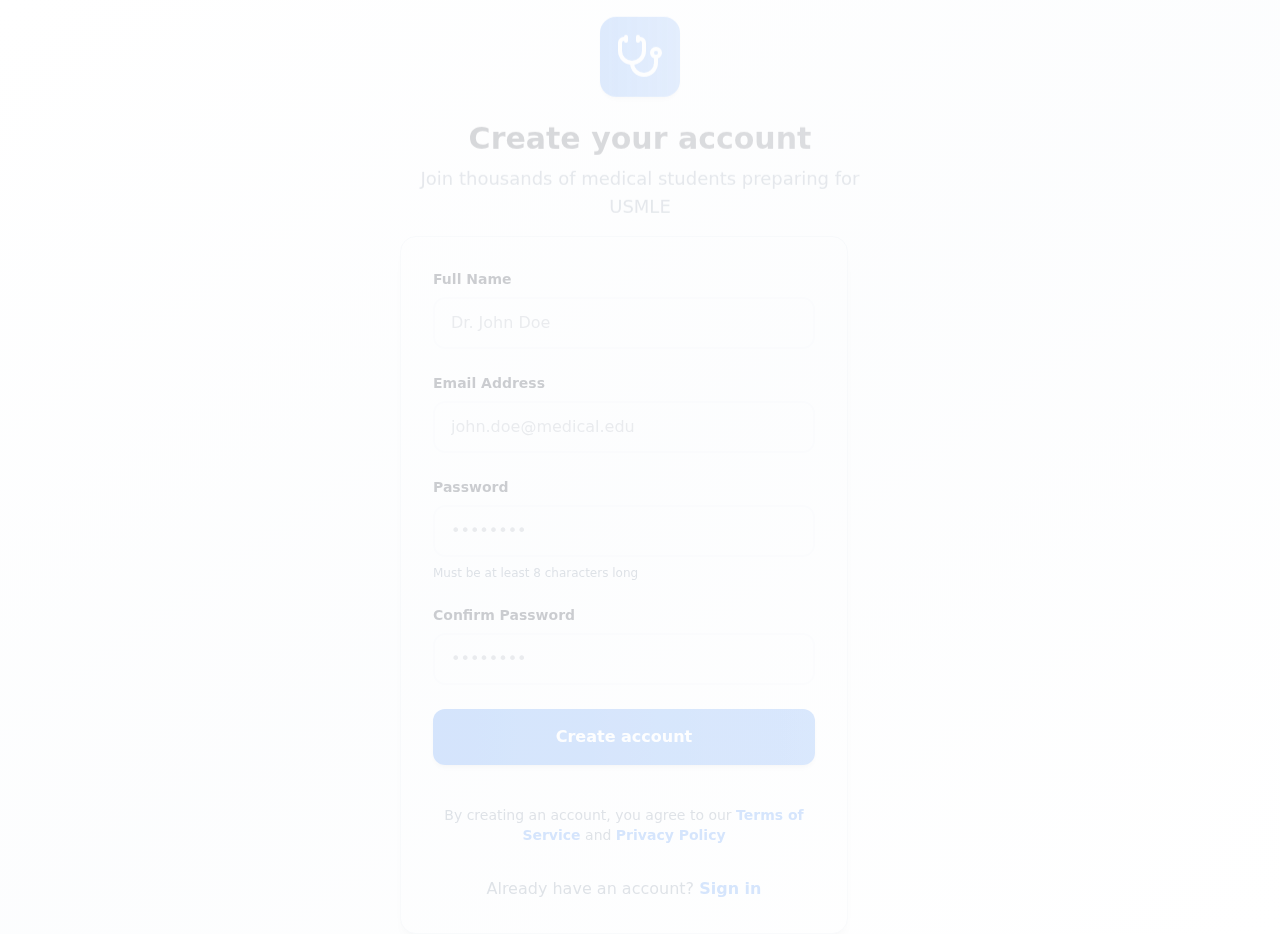 Create your account
Join thousands of medical students preparing for
USMLE
Full Name
Dr. John Doe
Email Address
john.doe@medical.edu
Password
••••••••
Must be at least 8 characters long
Confirm Password
••••••••
Create account
By creating an account, you agree to our Terms of
Service and Privacy Policy
Already have an account? Sign in